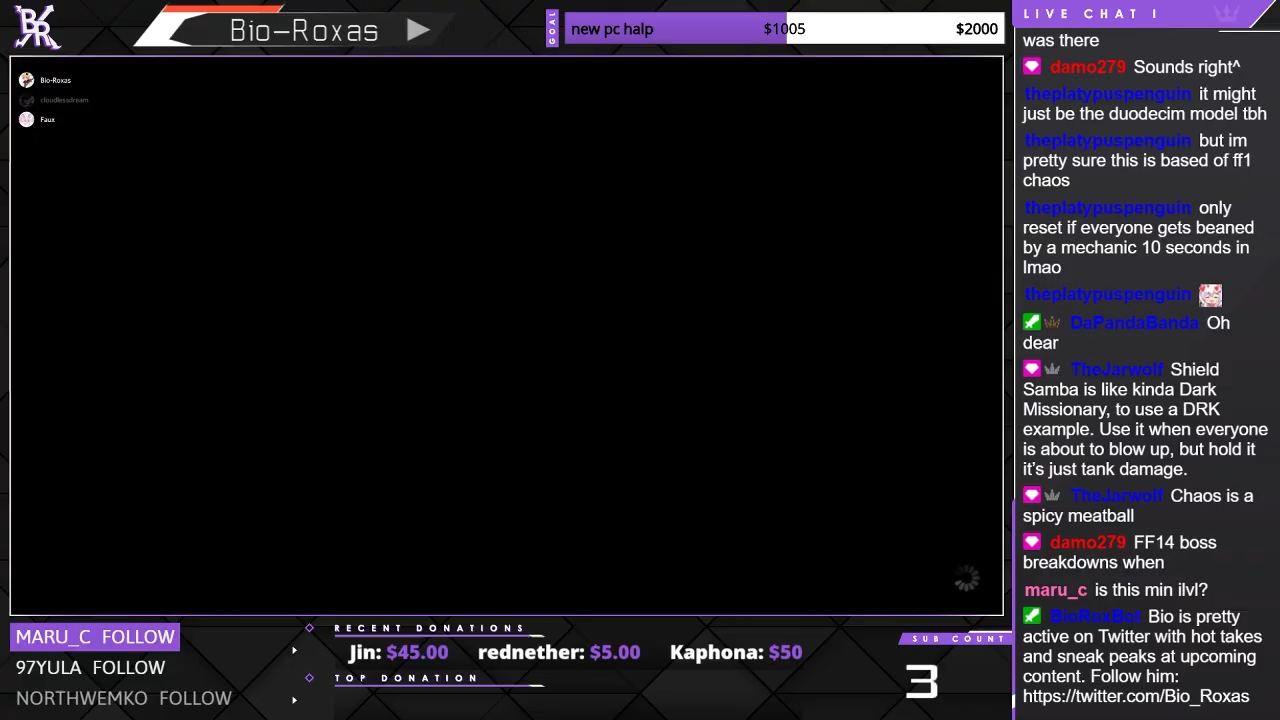 BR
Bio-Roxas
GOAL
new pc halp $1005 $2000
Bio-Roxas
cloudlessdream
Faux
LIVE CHAT
was there
damo279 Sounds right^
theplatypuspenguin it might
just be the duodecim model tbh
theplatypuspenguin but im
pretty sure this is based of ff1
chaos
theplatypuspenguin only
reset if everyone gets beaned
by a mechanic 10 seconds in
lmao
theplatypuspenguin
DaPandaBanda Oh
dear
TheJarwolf Shield
Samba is like kinda Dark
Missionary, to use a DRK
example. Use it when everyone
is about to blow up, but hold it
it's just tank damage.
TheJarwolf Chaos is a
spicy meatball
damo279 FF14 boss
breakdowns when
maru_c is this min ilvl?
BioRoxBot Bio is pretty
active on Twitter with hot takes
and sneak peaks at upcoming
content. Follow him:
https://twitter.com/Bio_Roxas
MARU_C FOLLOW
97YULA FOLLOW
NORTHWEMKO FOLLOW
RECENT DONATIONS
Jin: $45.00 rednether: $5.00 Kaphona: $50
TOP DONATION
SUB COUNT
3